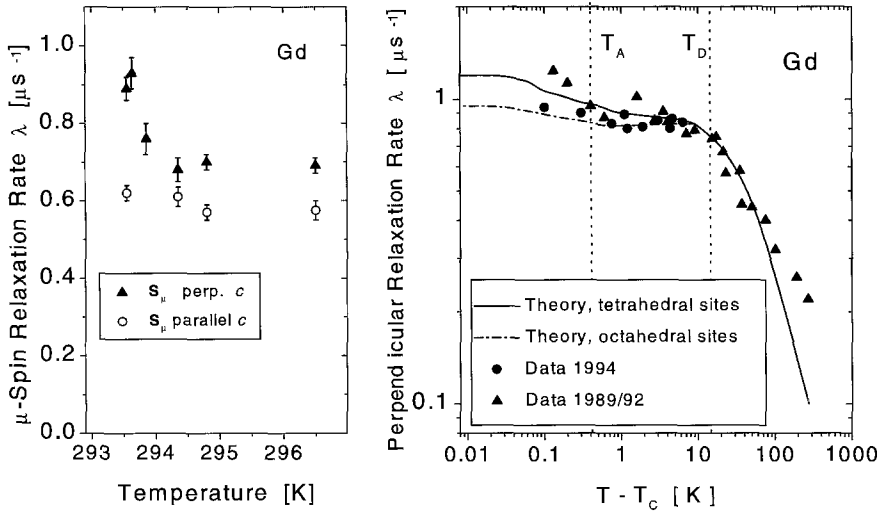 Gd
1.0
0.8
0.6
0.4
0.2
0.0
μ-Spin Relaxation Rate λ [μs⁻¹]
S_μ perp. c
S_μ parallel c
293 294 295 296
Temperature [K]
T_A T_D Gd
1
0.1
Perpendicular Relaxation Rate λ [μs⁻¹]
Theory, tetrahedral sites
Theory, octahedral sites
Data 1994
Data 1989/92
0.01 0.1 1 10 100 1000
T - T_C [K]